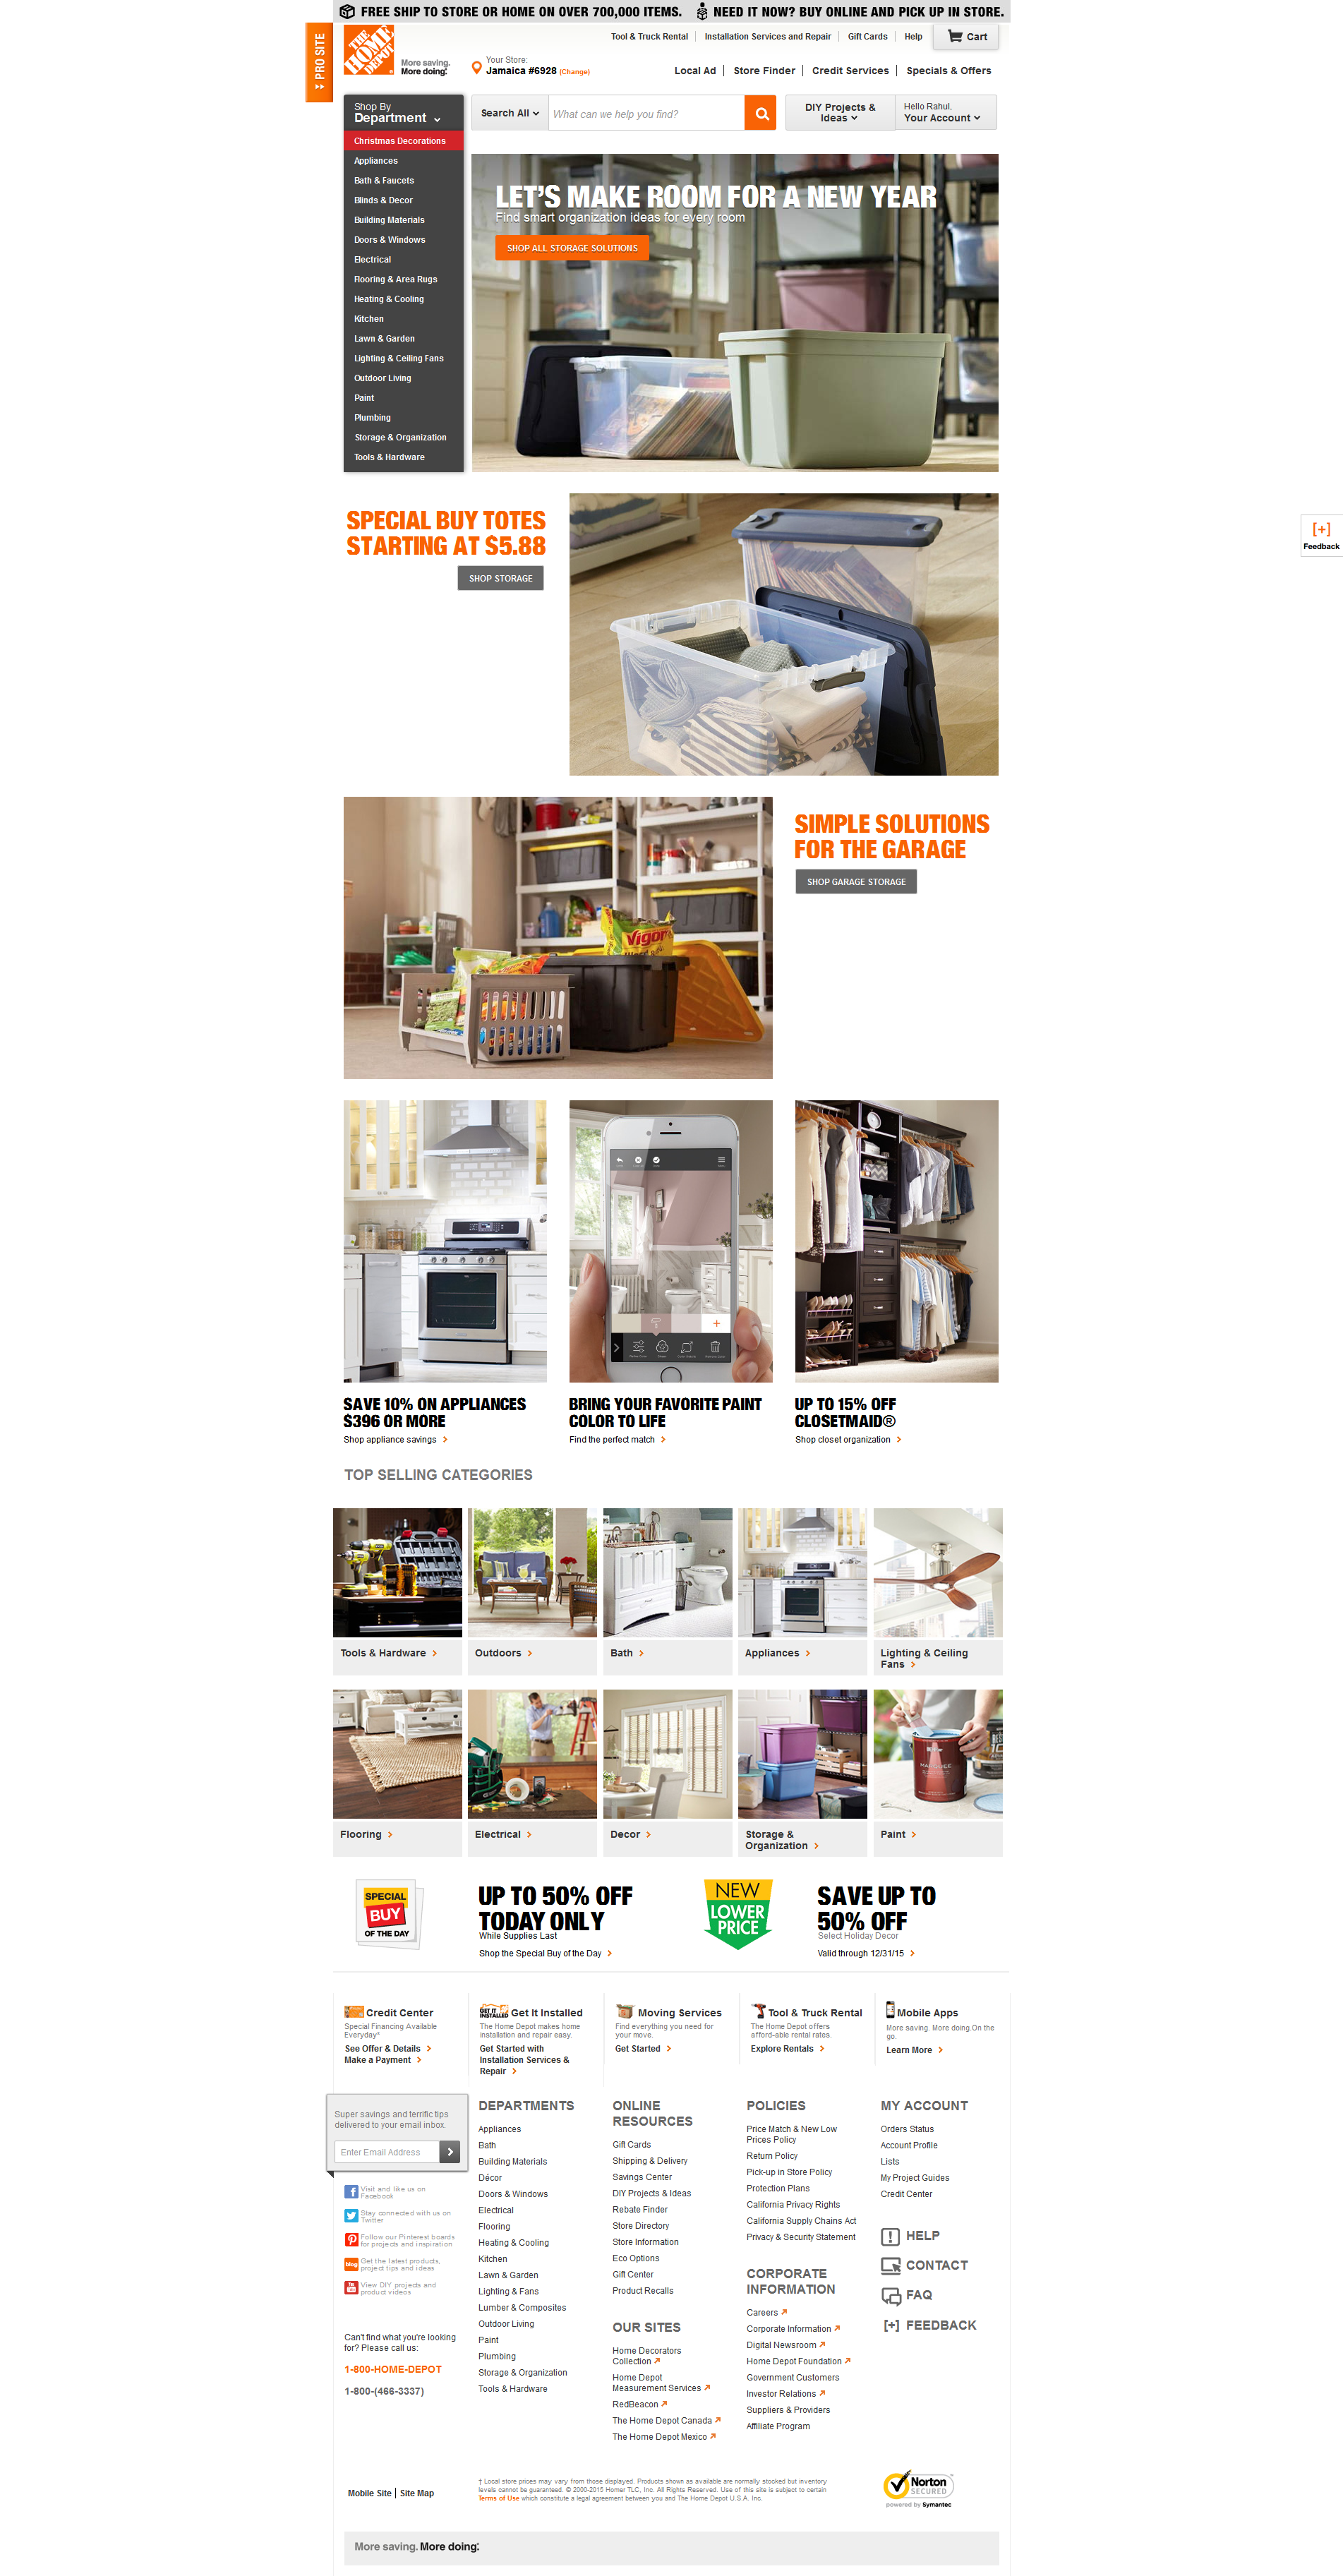 FREE SHIP TO STORE OR HOME ON OVER 700,000 ITEMS. NEED IT NOW? BUY ONLINE AND PICK UP IN STORE.
PRO SITE
THE HOME DEPOT
More saving.
More doing.
Your Store:
Jamaica #6928 (Change)
Tool & Truck Rental
Installation Services and Repair
Gift Cards
Help
Cart
Local Ad
Store Finder
Credit Services
Specials & Offers
Shop By
Department
Search All
What can we help you find?
DIY Projects &
Ideas
Hello Rahul.
Your Account
Christmas Decorations
Appliances
Bath & Faucets
Blinds & Decor
Building Materials
Doors & Windows
Electrical
Flooring & Area Rugs
Heating & Cooling
Kitchen
Lawn & Garden
Lighting & Ceiling Fans
Outdoor Living
Paint
Plumbing
Storage & Organization
Tools & Hardware
LET'S MAKE ROOM FOR A NEW YEAR
Find smart organization ideas for every room
SHOP ALL STORAGE SOLUTIONS
SPECIAL BUY TOTES
STARTING AT $5.88
SHOP STORAGE
[+]
Feedback
SIMPLE SOLUTIONS
FOR THE GARAGE
SHOP GARAGE STORAGE
Vigoro
SAVE 10% ON APPLIANCES
$396 OR MORE
Shop appliance savings
BRING YOUR FAVORITE PAINT
COLOR TO LIFE
Find the perfect match
UP TO 15% OFF
CLOSETMAID®
Shop closet organization
TOP SELLING CATEGORIES
Tools & Hardware
Outdoors
Bath
Appliances
Lighting & Ceiling
Fans
Flooring
Electrical
Decor
Storage &
Organization
MARQUEE
Paint
SPECIAL
BUY
OF THE DAY
UP TO 50% OFF
TODAY ONLY
While Supplies Last
Shop the Special Buy of the Day
NEW
LOWER
PRICE
SAVE UP TO
50% OFF
Select Holiday Decor
Valid through 12/31/15
Credit Center
Special Financing Available
Everyday*
See Offer & Details
Make a Payment
GET IT
INSTALLED
Get It Installed
The Home Depot makes home
installation and repair easy.
Get Started with
Installation Services &
Repair
Moving Services
Find everything you need for
your move.
Get Started
Tool & Truck Rental
The Home Depot offers
afford-able rental rates.
Explore Rentals
Mobile Apps
More saving. More doing.On the
go.
Learn More
Super savings and terrific tips
delivered to your email inbox.
Enter Email Address
Visit and like us on
Facebook
Stay connected with us on
Twitter
Follow our Pinterest boards
for projects and inspiration
blog
Get the latest products,
project tips and ideas
You
Tube
View DIY projects and
product videos
Can't find what you're looking
for? Please call us:
1-800-HOME-DEPOT
1-800-(466-3337)
DEPARTMENTS
Appliances
Bath
Building Materials
Décor
Doors & Windows
Electrical
Flooring
Heating & Cooling
Kitchen
Lawn & Garden
Lighting & Fans
Lumber & Composites
Outdoor Living
Paint
Plumbing
Storage & Organization
Tools & Hardware
ONLINE
RESOURCES
Gift Cards
Shipping & Delivery
Savings Center
DIY Projects & Ideas
Rebate Finder
Store Directory
Store Information
Eco Options
Gift Center
Product Recalls
OUR SITES
Home Decorators
Collection
Home Depot
Measurement Services
RedBeacon
The Home Depot Canada
The Home Depot Mexico
POLICIES
Price Match & New Low
Prices Policy
Return Policy
Pick-up in Store Policy
Protection Plans
California Privacy Rights
California Supply Chains Act
Privacy & Security Statement
CORPORATE
INFORMATION
Careers
Corporate Information
Digital Newsroom
Home Depot Foundation
Government Customers
Investor Relations
Suppliers & Providers
Affiliate Program
MY ACCOUNT
Orders Status
Account Profile
Lists
My Project Guides
Credit Center
HELP
CONTACT
FAQ
[+] FEEDBACK
Mobile Site
Site Map
† Local store prices may vary from those displayed. Products shown as available are normally stocked but inventory
levels cannot be guaranteed. © 2000-2015 Homer TLC, Inc. All Rights Reserved. Use of this site is subject to certain
Terms of Use which constitute a legal agreement between you and The Home Depot U.S.A. Inc.
Norton
SECURED
powered by Symantec
More saving. More doing.